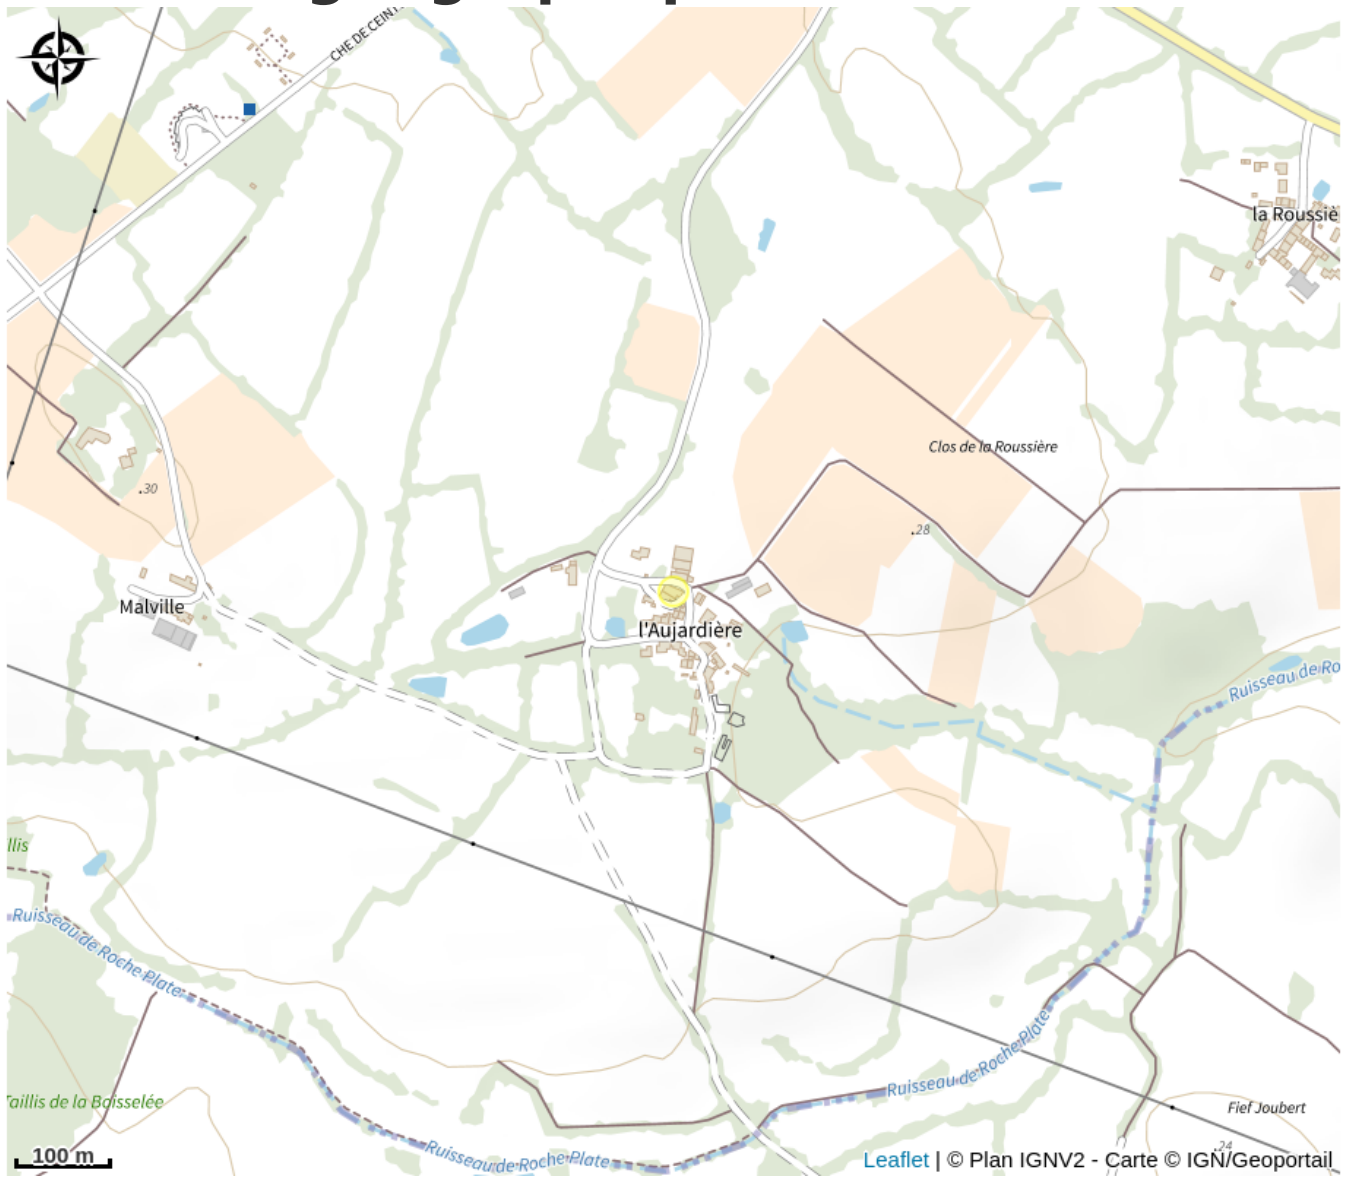 CHE DE CEINT
la Roussiè
Clos de la Roussière
.30
.28
Malville
l'Aujardière
Ruisseau de Ro
llis
Ruisseau de Roche Plate
Ruisseau de Roche Plate
Taillis de la Boisselée
Fief Joubert
24
Ruisseau de Roche Plate
100 m
Leaflet | © Plan IGNV2 - Carte © IGN/Geoportail